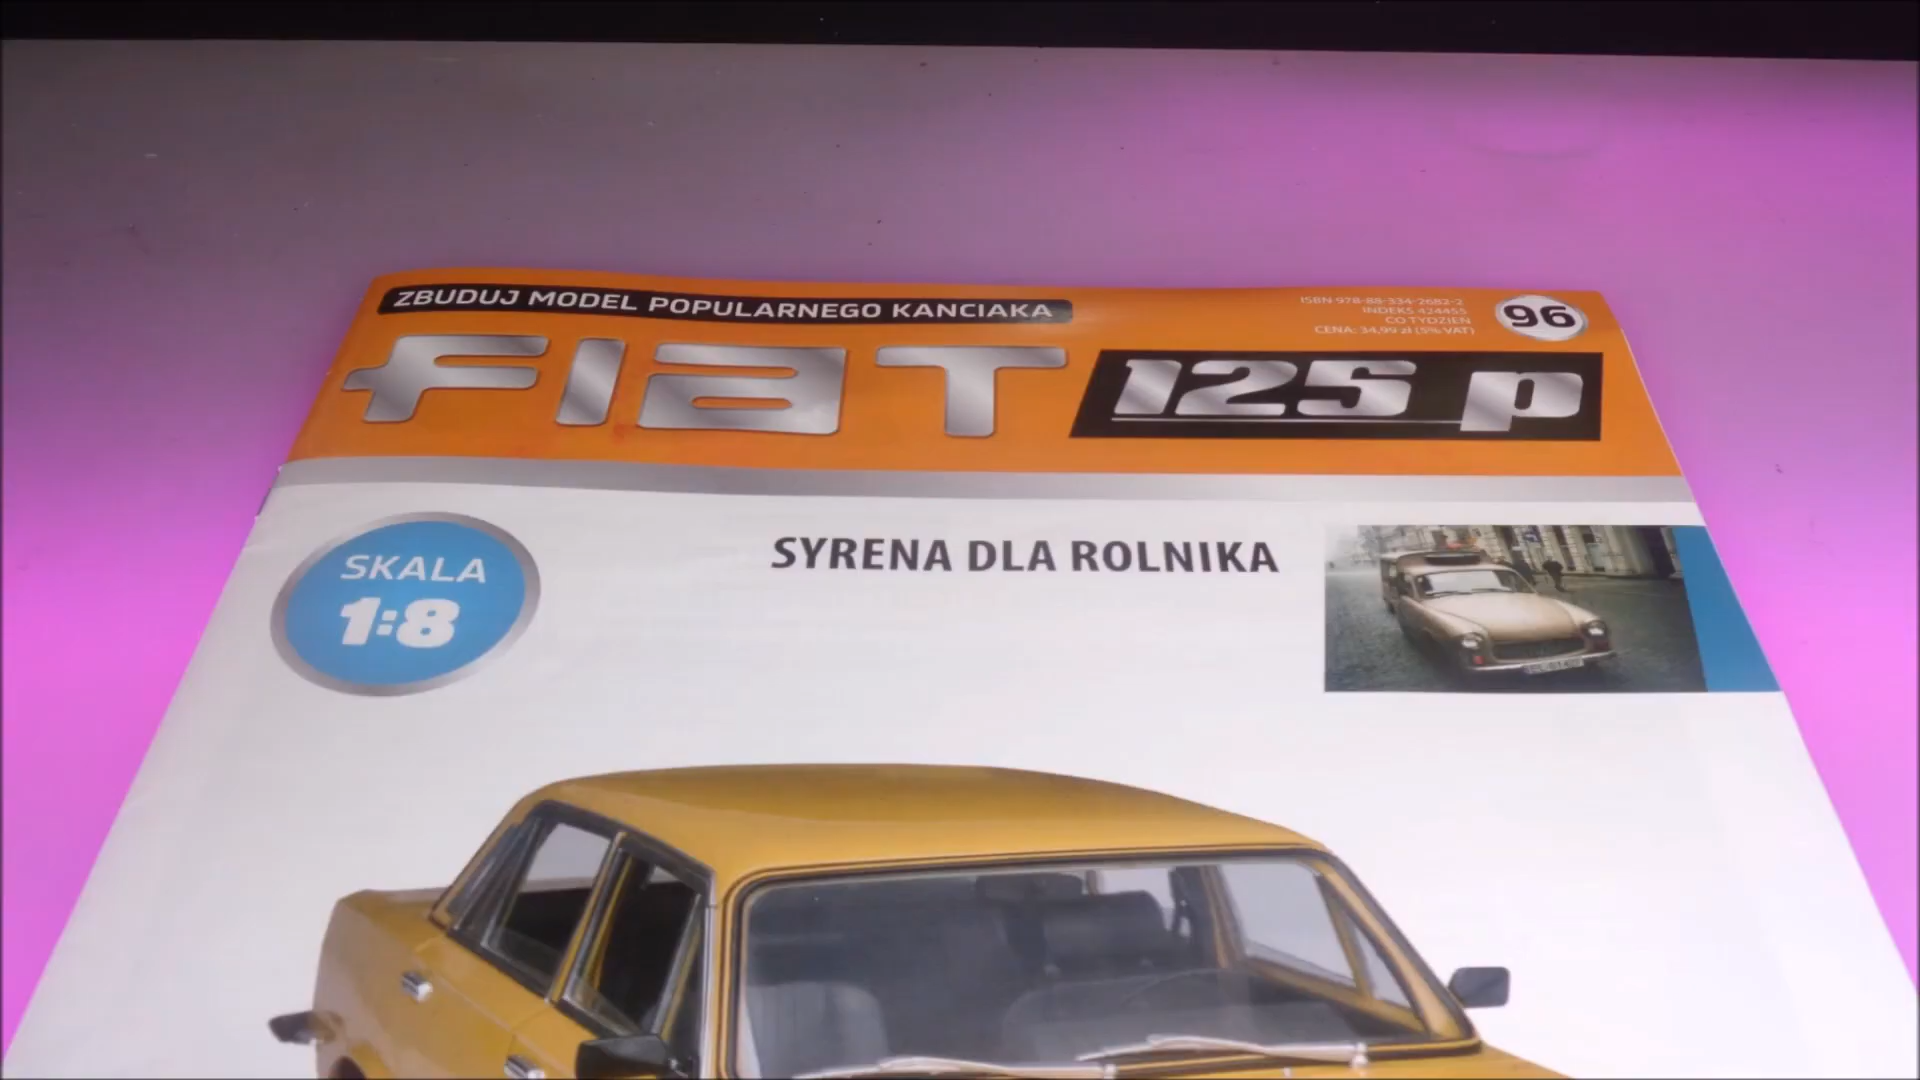 ZBUDUJ MODEL POPULARNEGO KANCIAKA
ISBN 978-88-334-2682-2
INDEKS 424455
CO TYDZIEŃ
CENA: 34,99 zł (5% VAT)
96
FIAT 125 p
SKALA
1:8
SYRENA DLA ROLNIKA